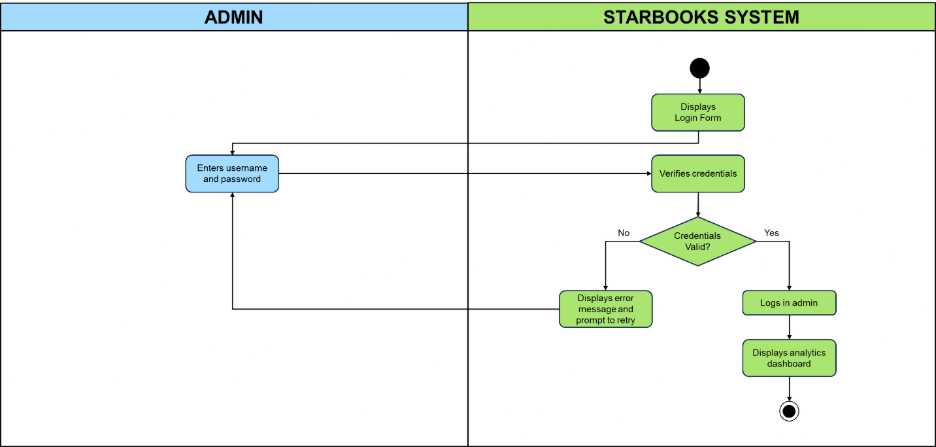 ADMIN
STARBOOKS SYSTEM
Displays
Login Form
Enters username
and password
Verifies credentials
Credentials
Valid?
No
Yes
Displays error
message and
prompt to retry
Logs in admin
Displays analytics
dashboard